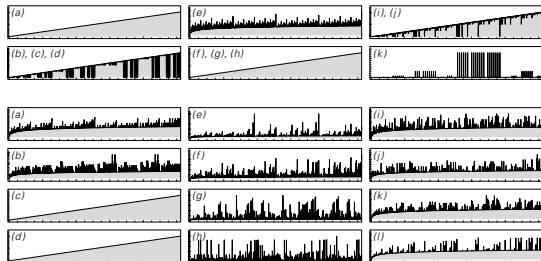 (a) (e) (i), (j)
(b), (c), (d) (f), (g), (h) (k)
(a) (e) (i)
(b) (f) (j)
(c) (g) (k)
(d) (h) (l)